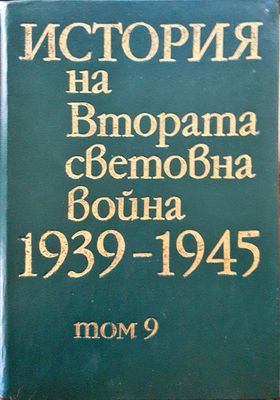 ИСТОРИЯ
на
Втората
световна
война
1939-1945
том 9